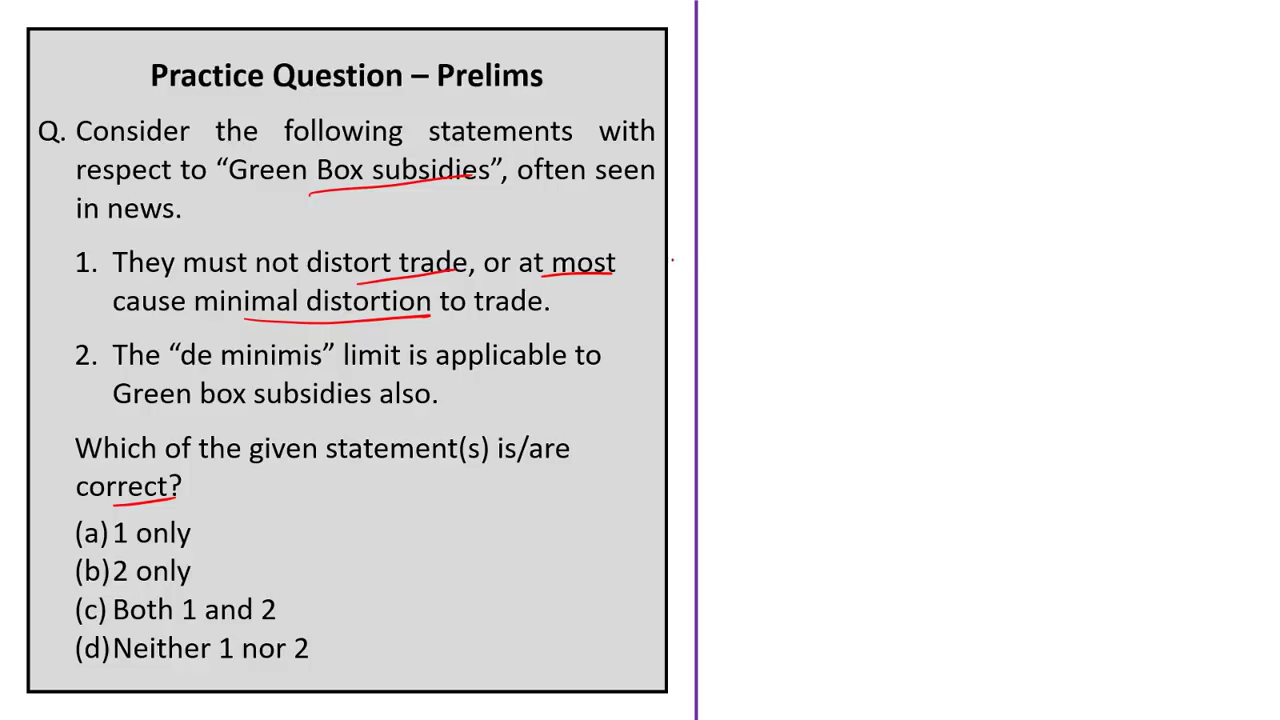 Practice Question – Prelims
Q. Consider the following statements with
respect to “Green Box subsidies”, often seen
in news.
1. They must not distort trade, or at most
cause minimal distortion to trade.
2. The “de minimis” limit is applicable to
Green box subsidies also.
Which of the given statement(s) is/are
correct?
(a) 1 only
(b) 2 only
(c) Both 1 and 2
(d) Neither 1 nor 2